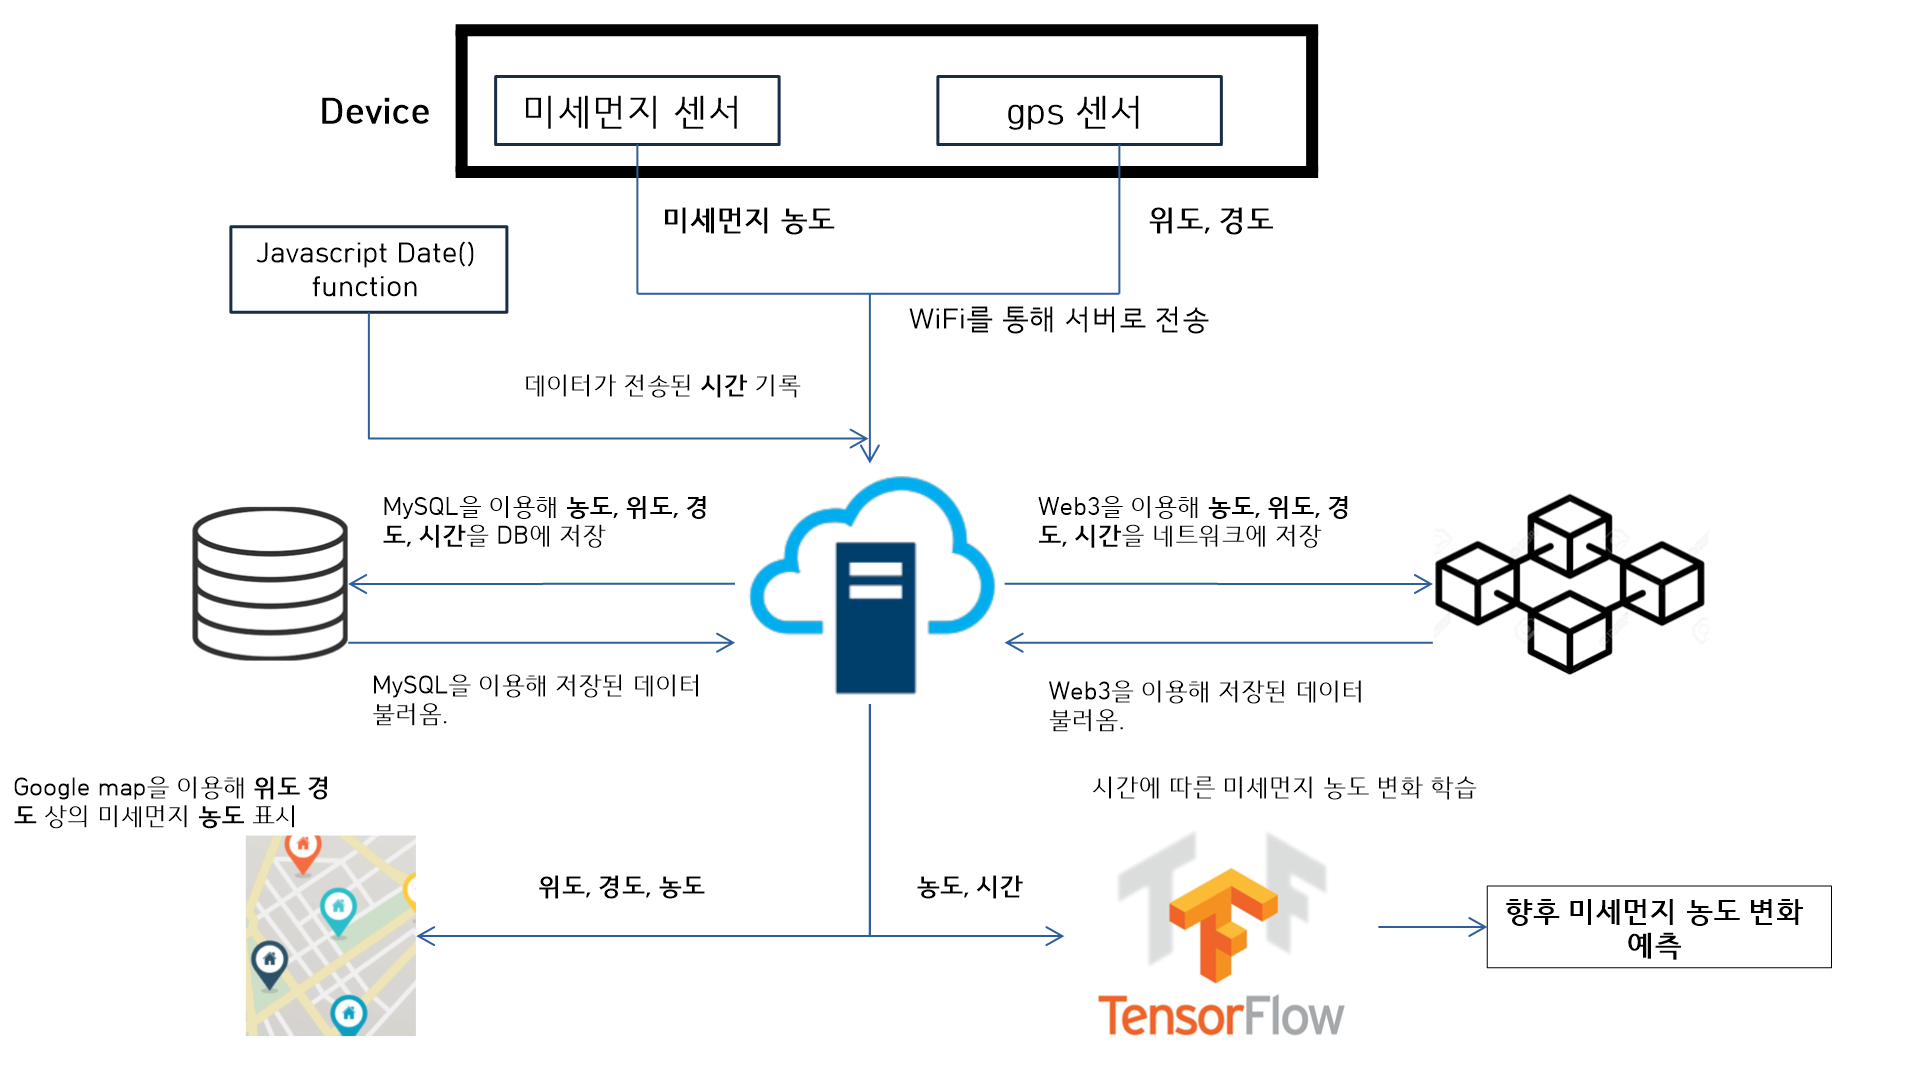 Device
미세먼지 센서
gps 센서
미세먼지 농도
위도, 경도
Javascript Date()
function
WiFi를 통해 서버로 전송
데이터가 전송된 시간 기록
MySQL을 이용해 농도, 위도, 경
도, 시간을 DB에 저장
Web3을 이용해 농도, 위도, 경
도, 시간을 네트워크에 저장
MySQL을 이용해 저장된 데이터
불러옴.
Web3을 이용해 저장된 데이터
불러옴.
Google map을 이용해 위도 경
도 상의 미세먼지 농도 표시
시간에 따른 미세먼지 농도 변화 학습
위도, 경도, 농도
농도, 시간
TensorFlow
향후 미세먼지 농도 변화
예측